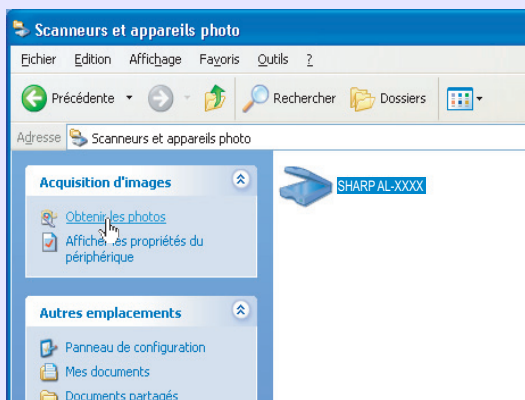 Scanneurs et appareils photo
Fichier Edition Affichage Favoris Outils ?
Précédente Rechercher Dossiers
Adresse Scanneurs et appareils photo
Acquisition d'images
SHARP AL-XXXX
Obtenir les photos
Afficher les propriétés du
périphérique
Autres emplacements
Panneau de configuration
Mes documents
Documents partagés